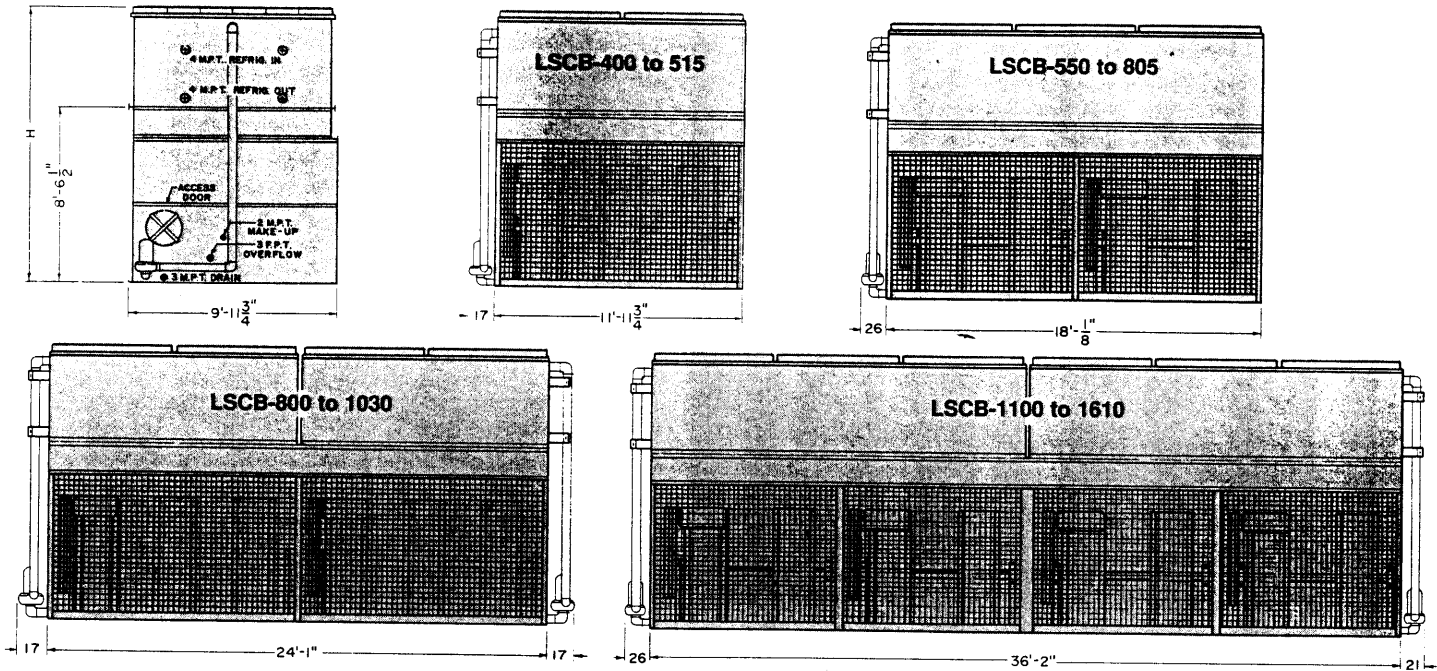 4 M.P.T. REFRIG. IN
4 M.P.T. REFRIG. OUT
H
8'-6 1/2"
ACCESS
DOOR
2 M.P.T.
MAKE-UP
3 F.P.T.
OVERFLOW
3 M.P.T. DRAIN
9'-11 3/4"
LSCB-400 to 515
17
11'-11 3/4"
LSCB-550 to 805
26
18'-1/8"
LSCB-800 to 1030
17
24'-1"
17
LSCB-1100 to 1610
26
36'-2"
21